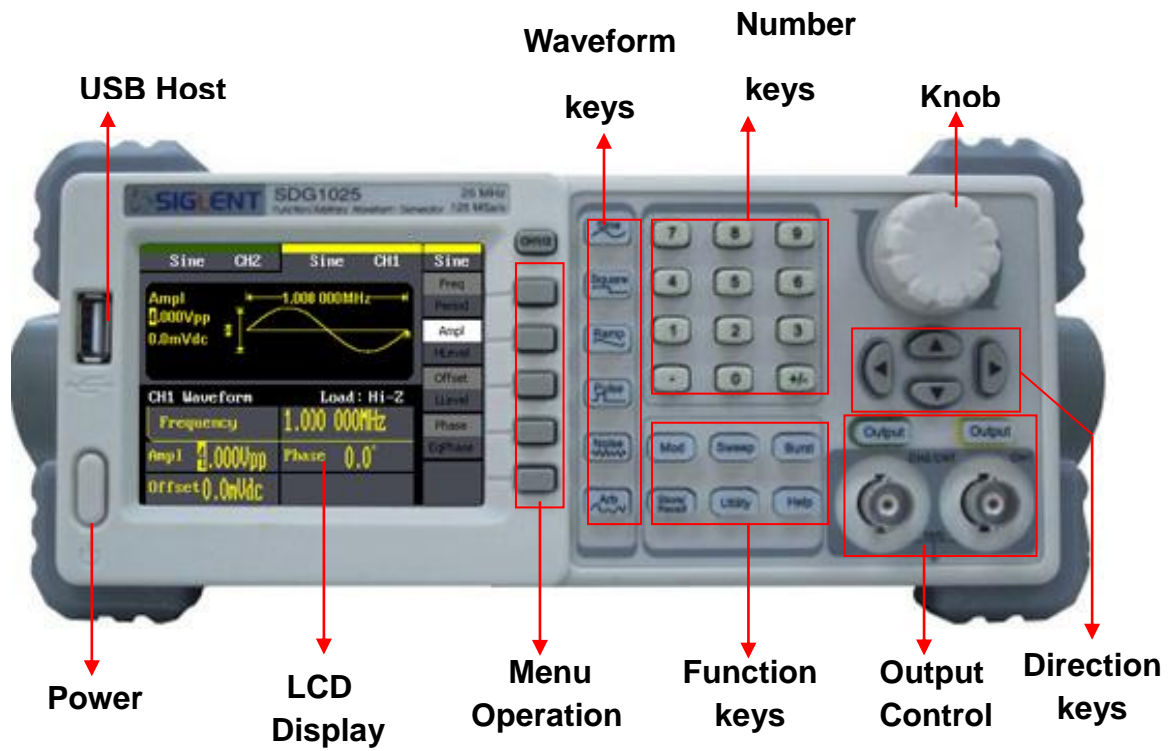 Waveform
keys
Number
keys
USB Host
Knob
SIGLENT
SDG1025
Function/Arbitrary Waveform Generator
25 MHz
125 MSa/s
CH1/2
Sine CH2
Sine CH1
Sine
Freq
Period
Ampl
HLevel
Offset
LLevel
Phase
EqPhase
Ampl
.000Vpp
0.0mVdc
1.000 000MHz
CH1 Waveform
Load: Hi-Z
Frequency
1.000 000MHz
Ampl
.000Vpp
Phase
0.0°
Offset
0.0mVdc
Sine
Square
Ramp
Pulse
Noise
Arb
7 8 9
4 5 6
1 2 3
. 0 +/-
Mod Sweep Burst
Store/
Recall
Utility Help
Output
Output
Power
LCD
Display
Menu
Operation
Function
keys
Output
Control
Direction
keys